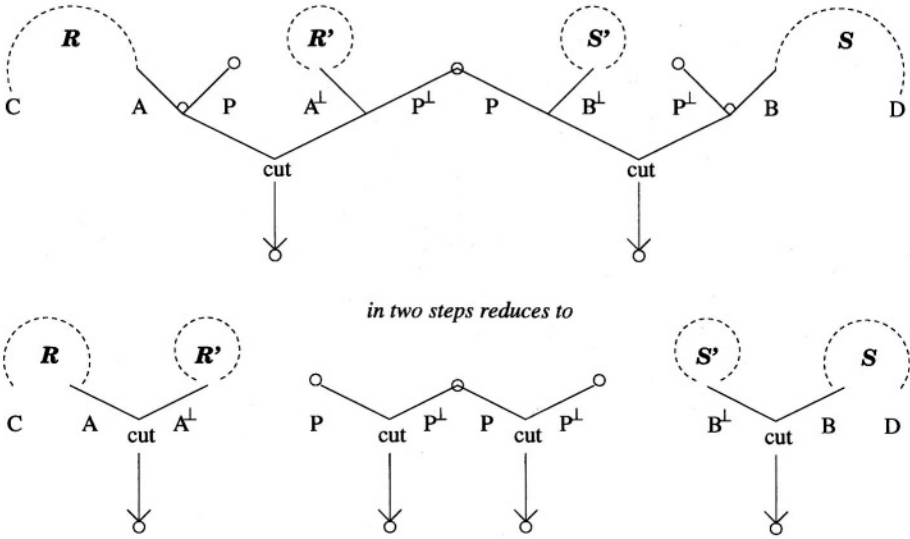 R R' S' S
C A P A⊥ P⊥ P B⊥ P⊥ B D
cut cut
in two steps reduces to
R R' S' S
C A A⊥ P P⊥ P P⊥ B⊥ B D
cut cut cut cut